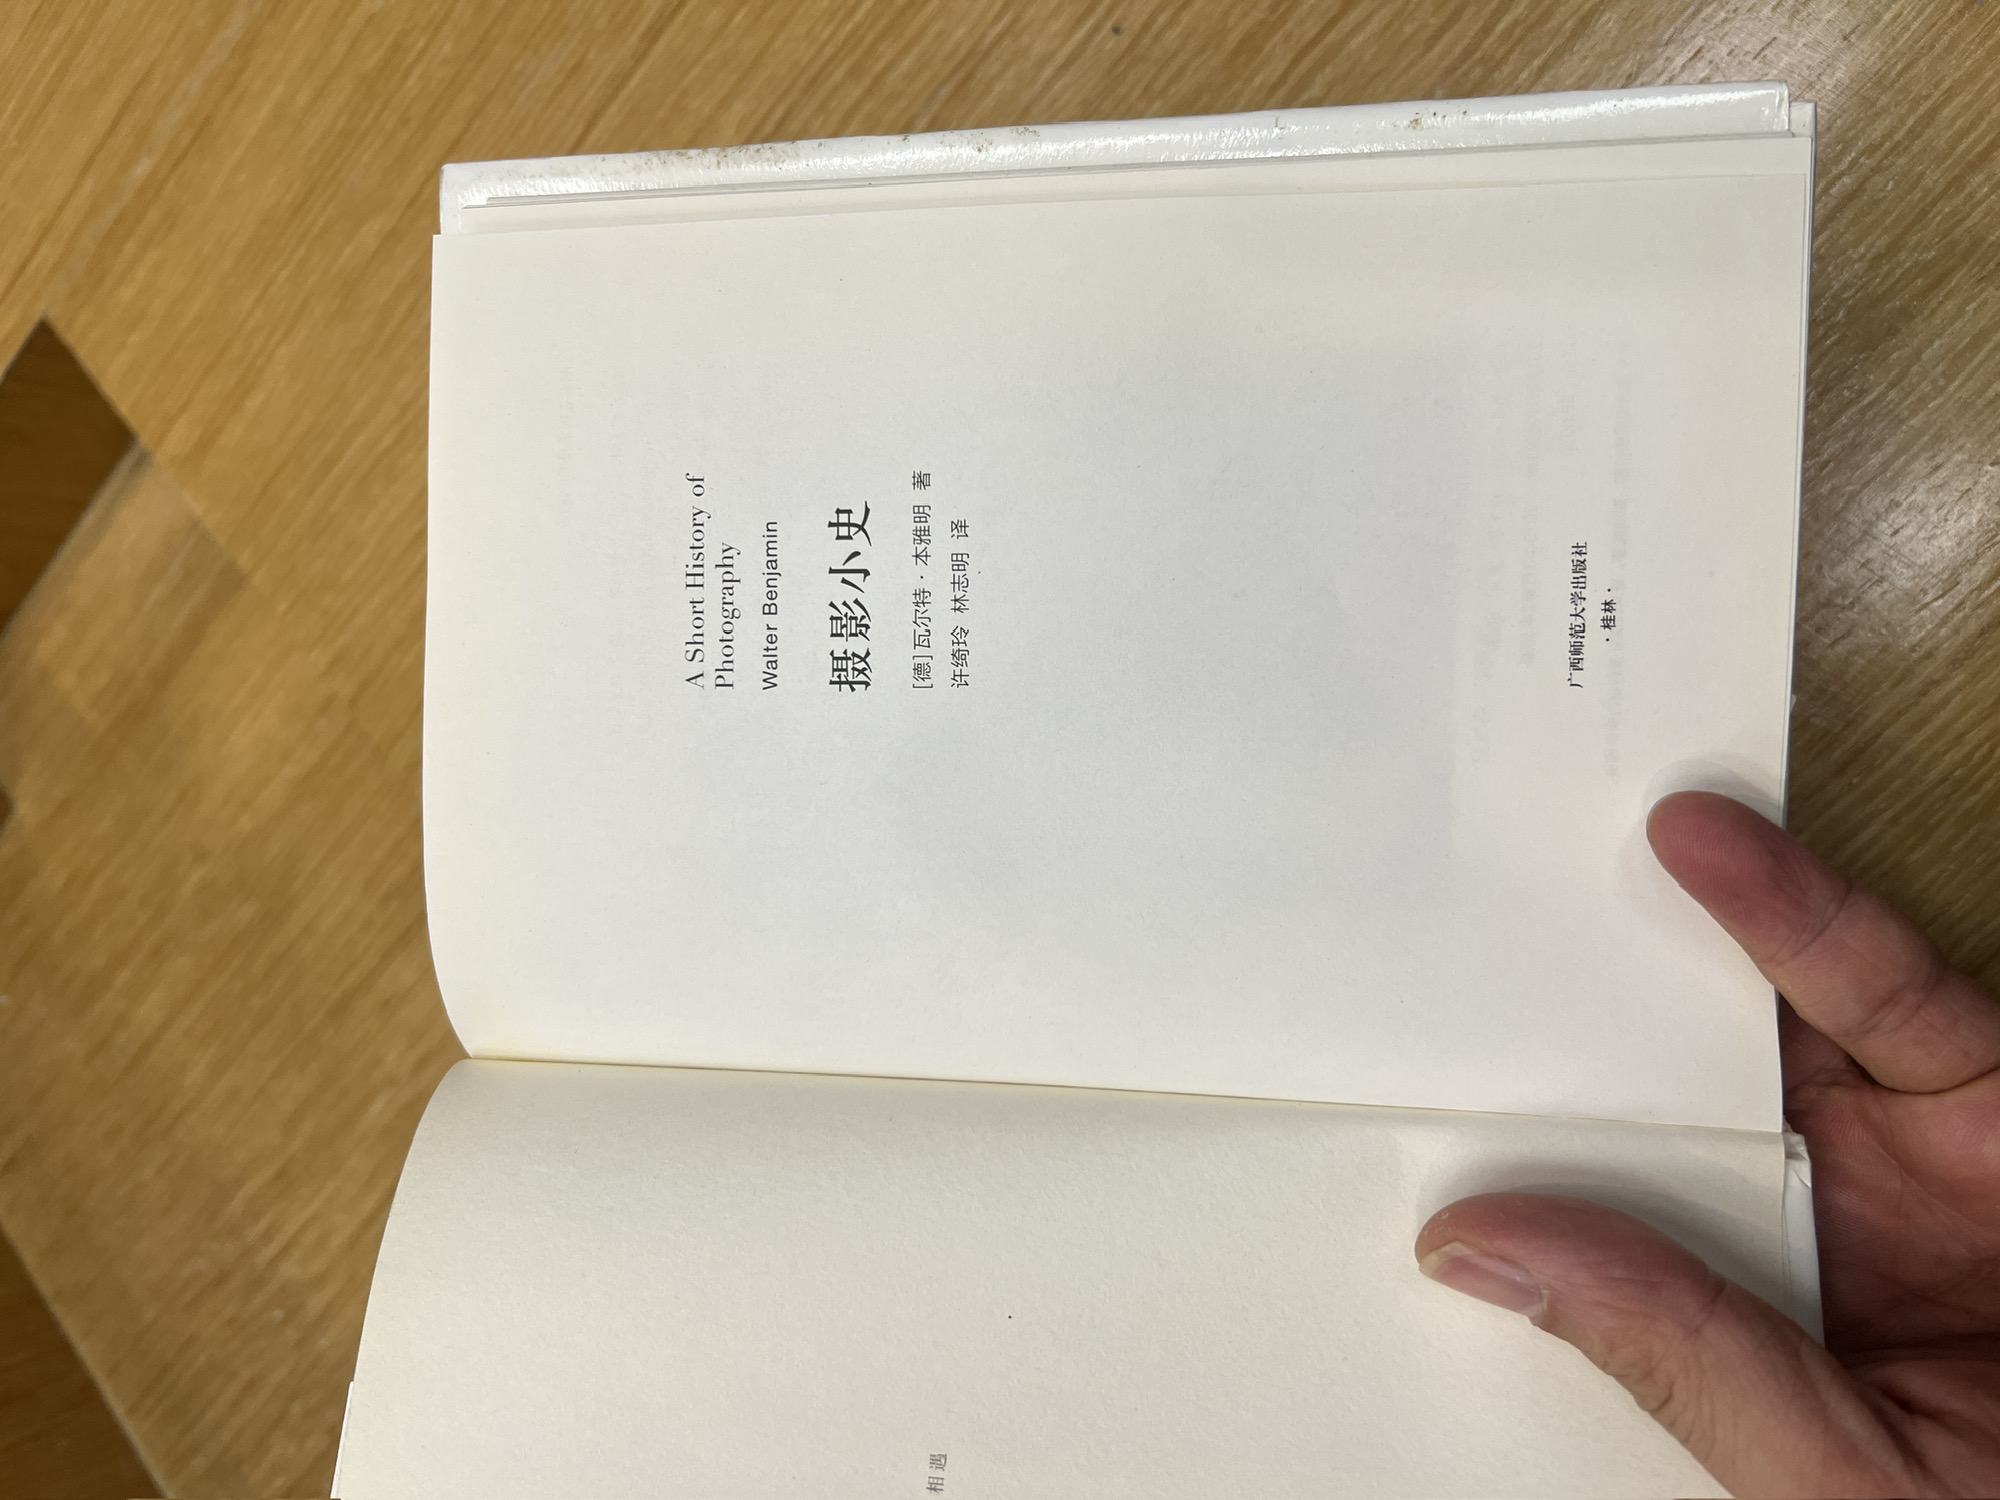 A Short History of
Photography
Walter Benjamin
摄影小史
[德] 瓦尔特·本雅明 著
许绮玲 林志明 译
广西师范大学出版社
·桂林·
相遇